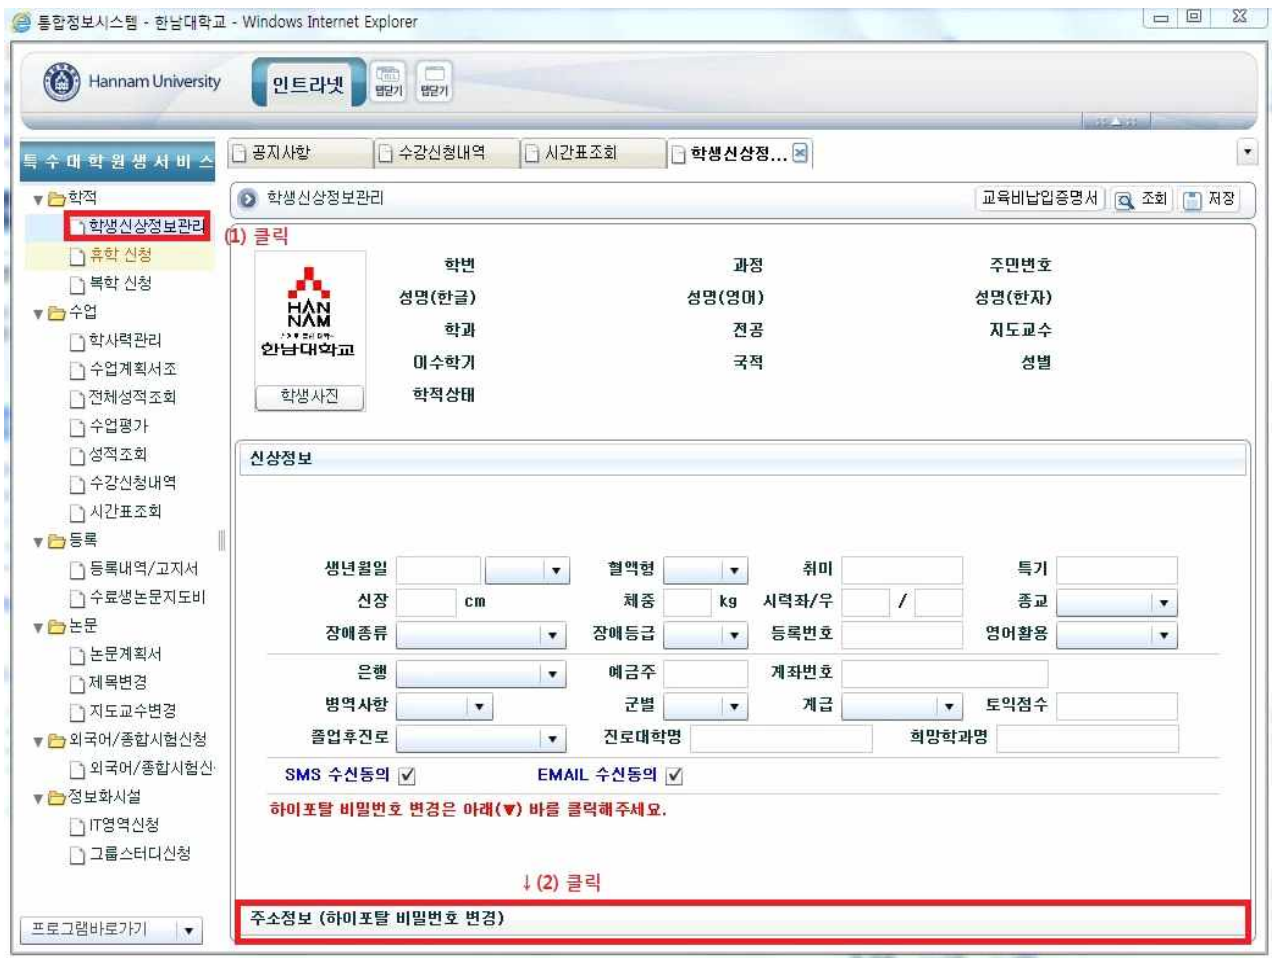 통합정보시스템 - 한남대학교 - Windows Internet Explorer
Hannam University
인트라넷
탭닫기
탭닫기
특수대학원생서비스
공지사항
수강신청내역
시간표조회
학생신상정...
학적
학생신상정보관리
(1) 클릭
휴학 신청
복학 신청
수업
학사력관리
수업계획서조
전체성적조회
수업평가
성적조회
수강신청내역
시간표조회
등록
등록내역/고지서
수료생논문지도비
논문
논문계획서
제목변경
지도교수변경
외국어/종합시험신청
외국어/종합시험신
정보화시설
IT영역신청
그룹스터디신청
프로그램바로가기
학생신상정보관리
교육비납입증명서
조회
저장
HAN
NAM
한남대학교
학생사진
학번 과정 주민번호
성명(한글) 성명(영어) 성명(한자)
학과 전공 지도교수
이수학기 국적 성별
학적상태
신상정보
생년월일 혈액형 취미 특기
신장 cm 체중 kg 시력좌/우 / 종교
장애종류 장애등급 등록번호 영어활용
은행 예금주 계좌번호
병역사항 군별 계급 토익점수
졸업후진로 진로대학명 희망학과명
SMS 수신동의 EMAIL 수신동의
하이포탈 비밀번호 변경은 아래(▼) 바를 클릭해주세요.
↓(2) 클릭
주소정보 (하이포탈 비밀번호 변경)